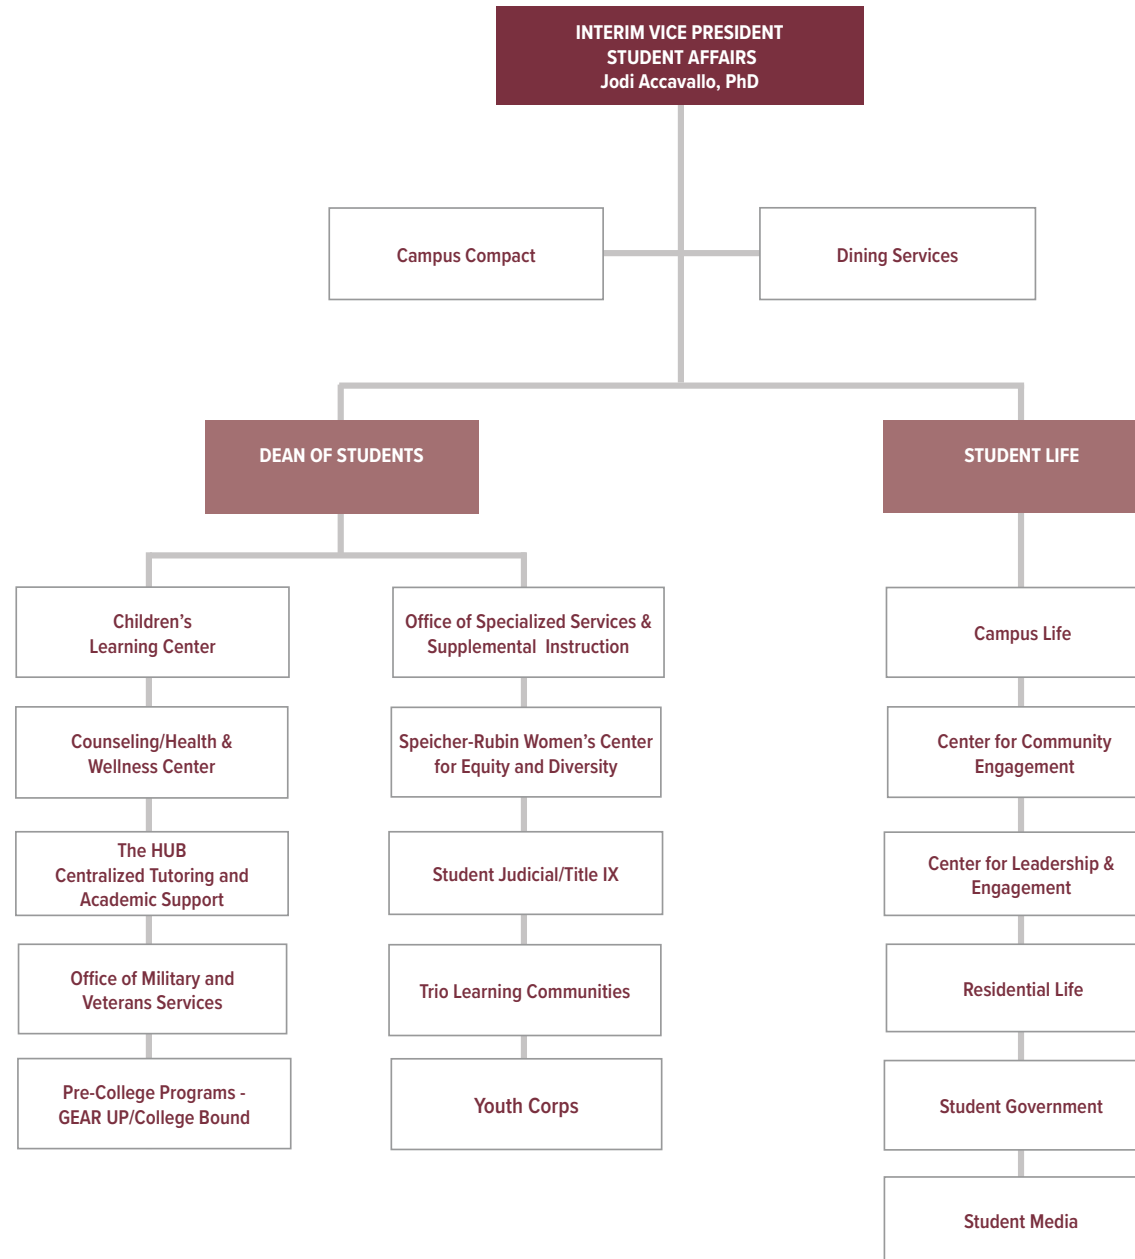 INTERIM VICE PRESIDENT
STUDENT AFFAIRS
Jodi Accavallo, PhD
Campus Compact
Dining Services
DEAN OF STUDENTS
STUDENT LIFE
Children’s
Learning Center
Counseling/Health &
Wellness Center
The HUB
Centralized Tutoring and
Academic Support
Office of Military and
Veterans Services
Pre-College Programs -
GEAR UP/College Bound
Office of Specialized Services &
Supplemental Instruction
Speicher-Rubin Women’s Center
for Equity and Diversity
Student Judicial/Title IX
Trio Learning Communities
Youth Corps
Campus Life
Center for Community
Engagement
Center for Leadership &
Engagement
Residential Life
Student Government
Student Media